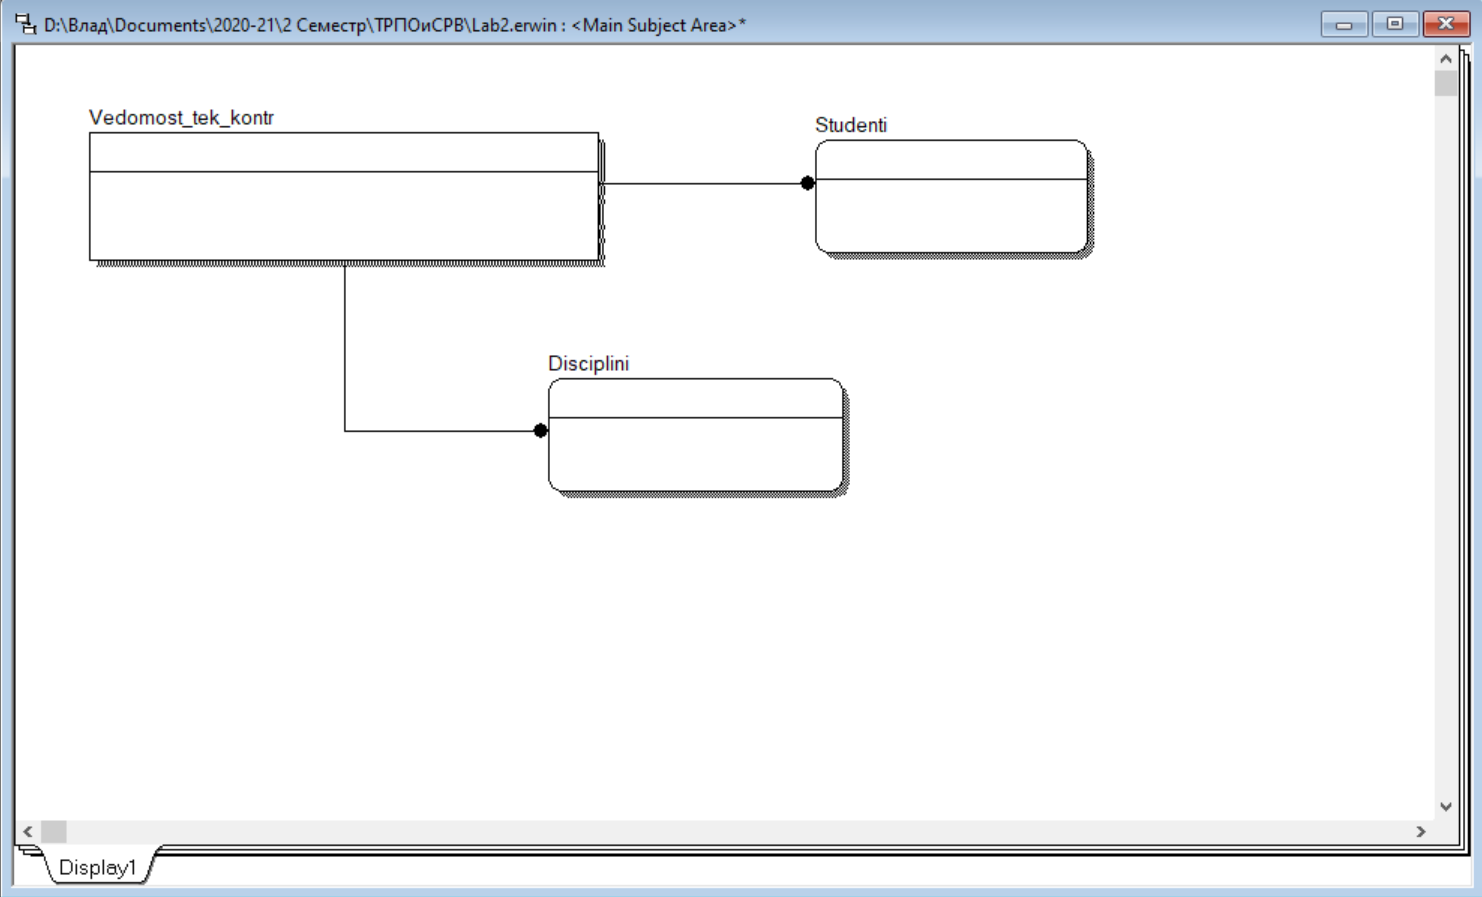 D:\Влад\Documents\2020-21\2 Семестр\ТРПОиСРВ\Lab2.erwin : <Main Subject Area>*
Vedomost_tek_kontr
Studenti
Disciplini
Display1